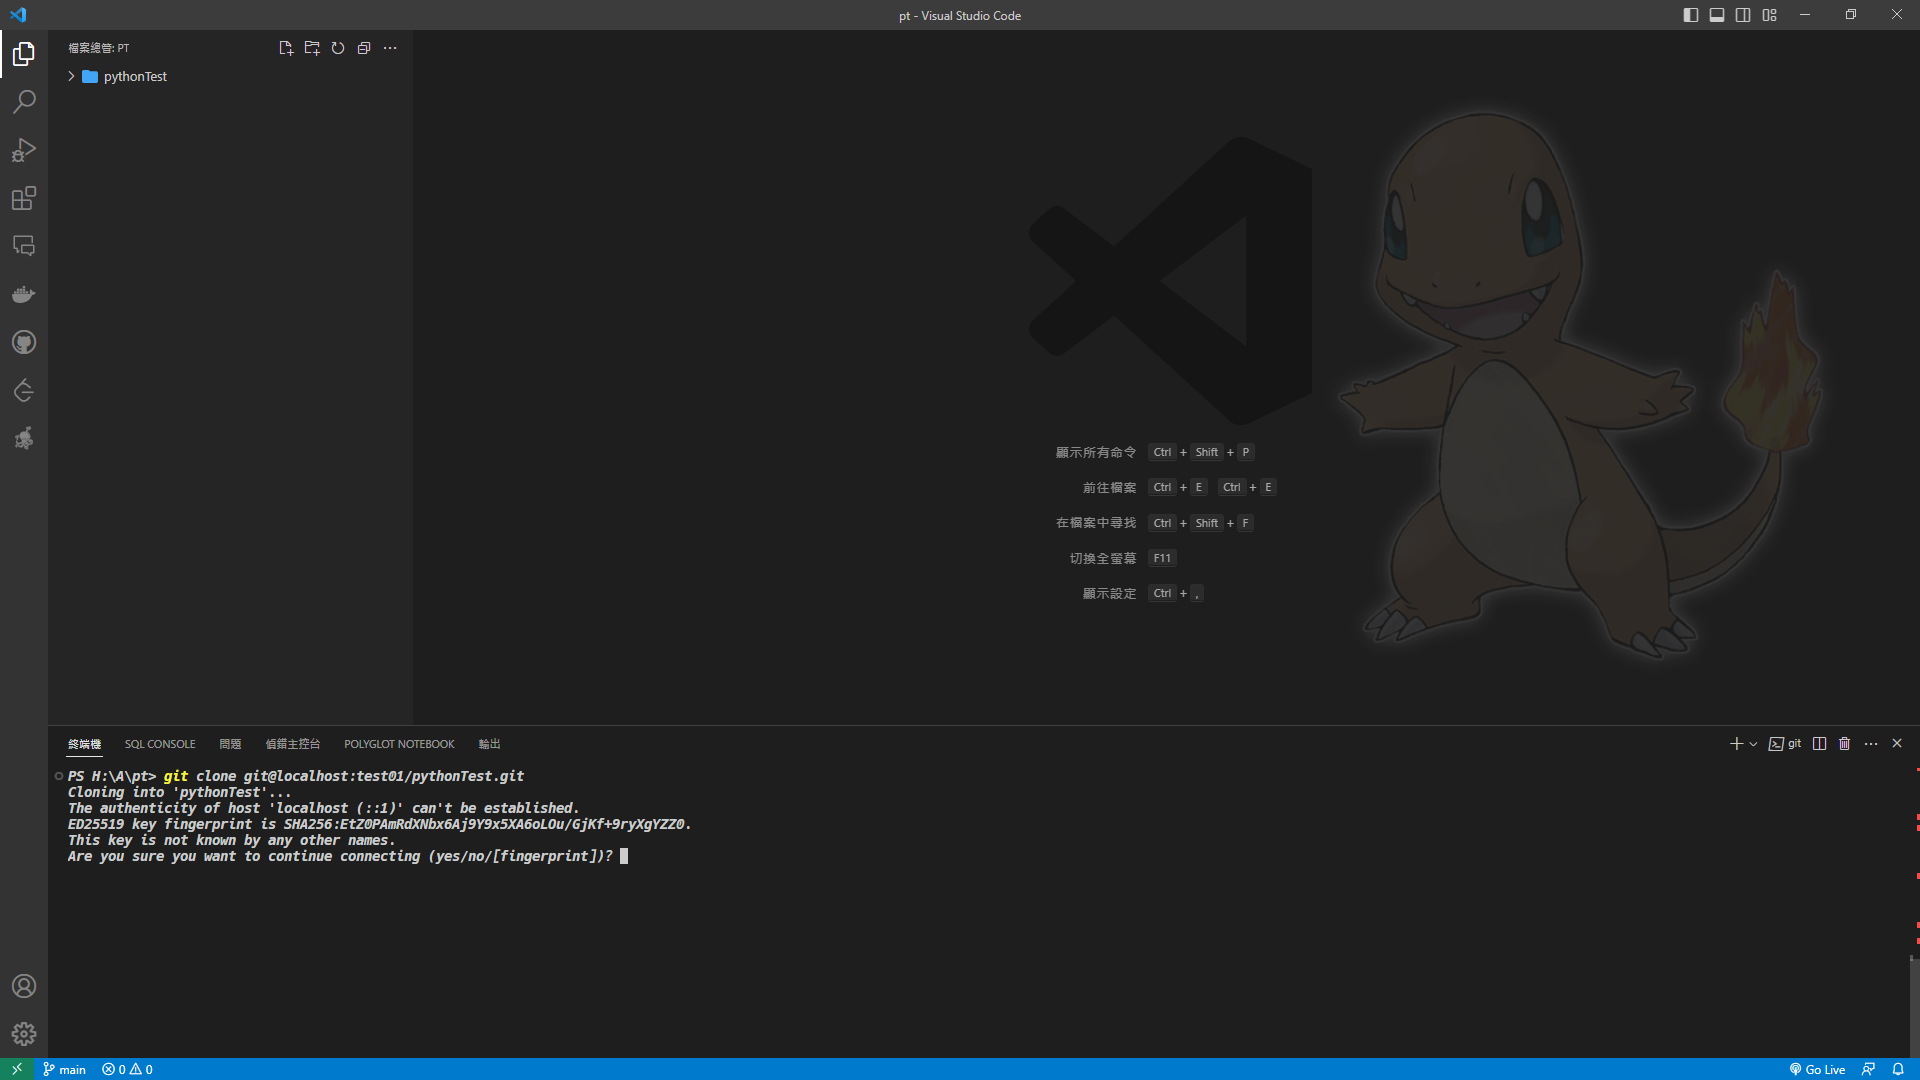 pt - Visual Studio Code
檔案總管: PT
pythonTest
顯示所有命令 Ctrl + Shift + P
前往檔案 Ctrl + E Ctrl + E
在檔案中尋找 Ctrl + Shift + F
切換全螢幕 F11
顯示設定 Ctrl + ,
終端機 SQL CONSOLE 問題 偵錯主控台 POLYGLOT NOTEBOOK 輸出
git
PS H:\A\pt> git clone git@localhost:test01/pythonTest.git
Cloning into 'pythonTest'...
The authenticity of host 'localhost (::1)' can't be established.
ED25519 key fingerprint is SHA256:EtZ0PAmRdXNbx6Aj9Y9x5XA6oLOu/GjKf+9ryXgYZZ0.
This key is not known by any other names.
Are you sure you want to continue connecting (yes/no/[fingerprint])?
main 0 0
Go Live